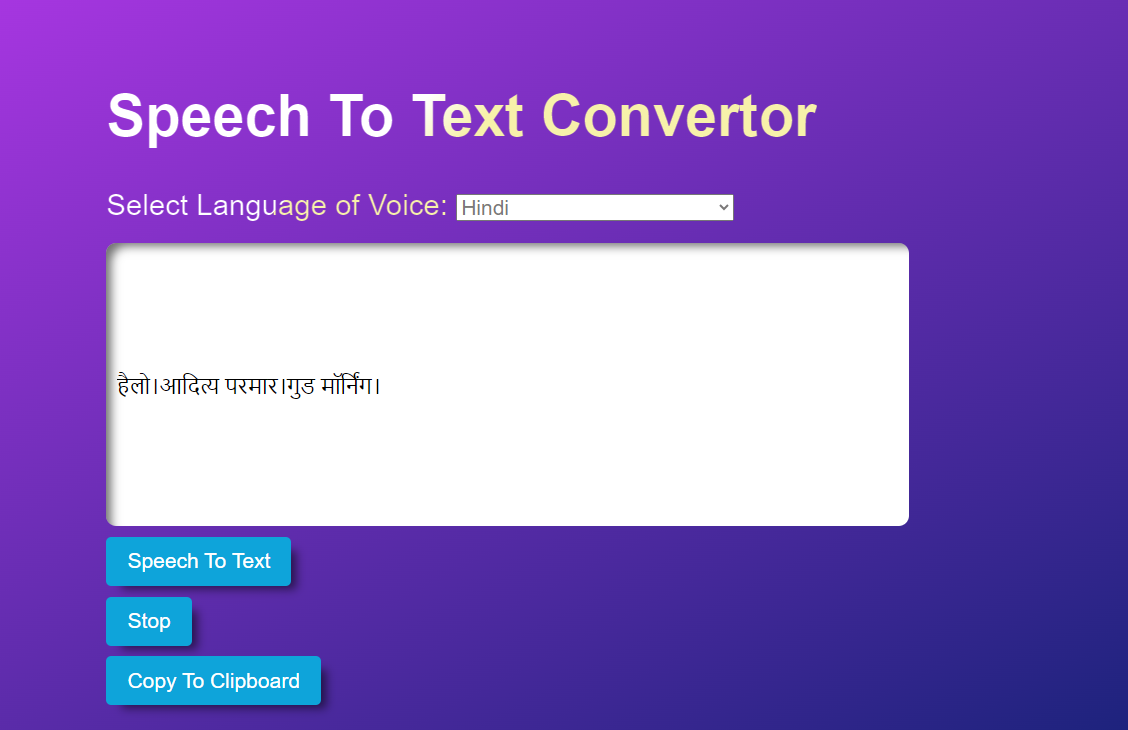 Speech To Text Convertor
Select Language of Voice: Hindi
हैलो।आदित्य परमार।गुड मॉर्निंग।
Speech To Text
Stop
Copy To Clipboard